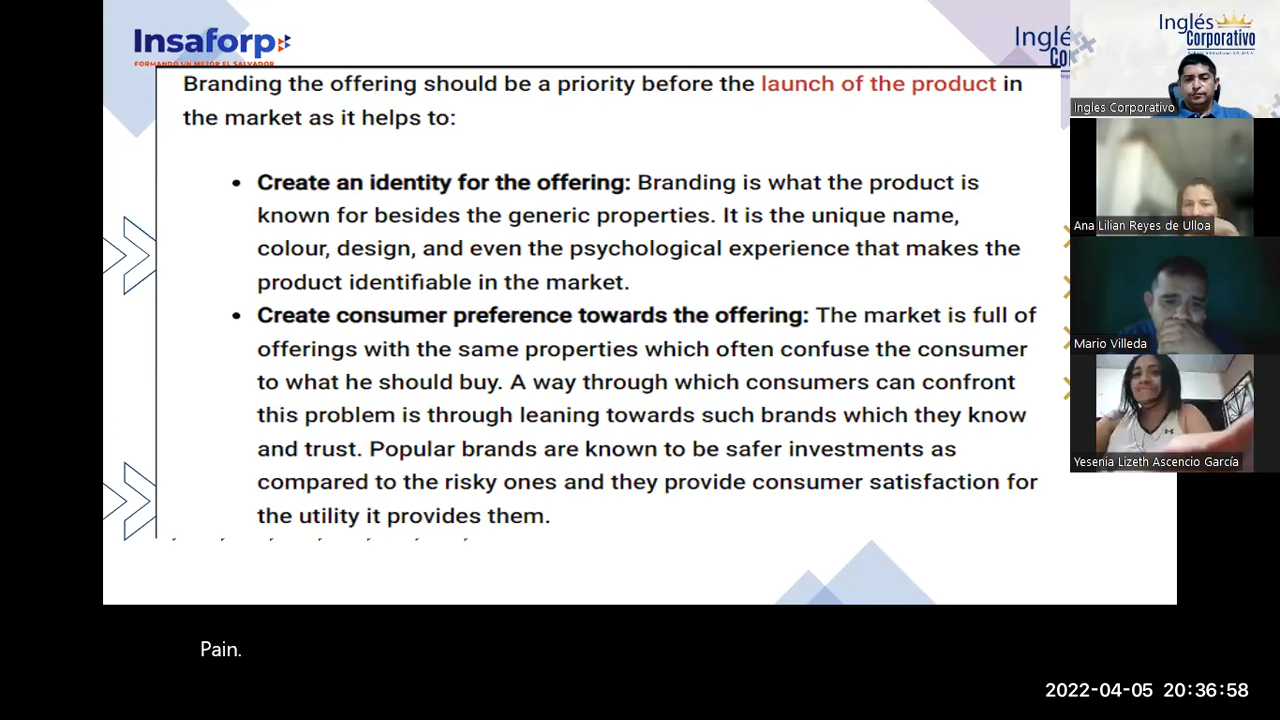 Insaforp
FORMANDO UN MEJOR EL SALVADOR
Inglés
Corporativo
Branding the offering should be a priority before the launch of the product in
the market as it helps to:
• Create an identity for the offering: Branding is what the product is
known for besides the generic properties. It is the unique name,
colour, design, and even the psychological experience that makes the
product identifiable in the market.
• Create consumer preference towards the offering: The market is full of
offerings with the same properties which often confuse the consumer
to what he should buy. A way through which consumers can confront
this problem is through leaning towards such brands which they know
and trust. Popular brands are known to be safer investments as
compared to the risky ones and they provide consumer satisfaction for
the utility it provides them.
Ingles Corporativo
Ana Lilian Reyes de Ulloa
Mario Villeda
Yesenia Lizeth Ascencio García
Pain.
2022-04-05 20:36:58